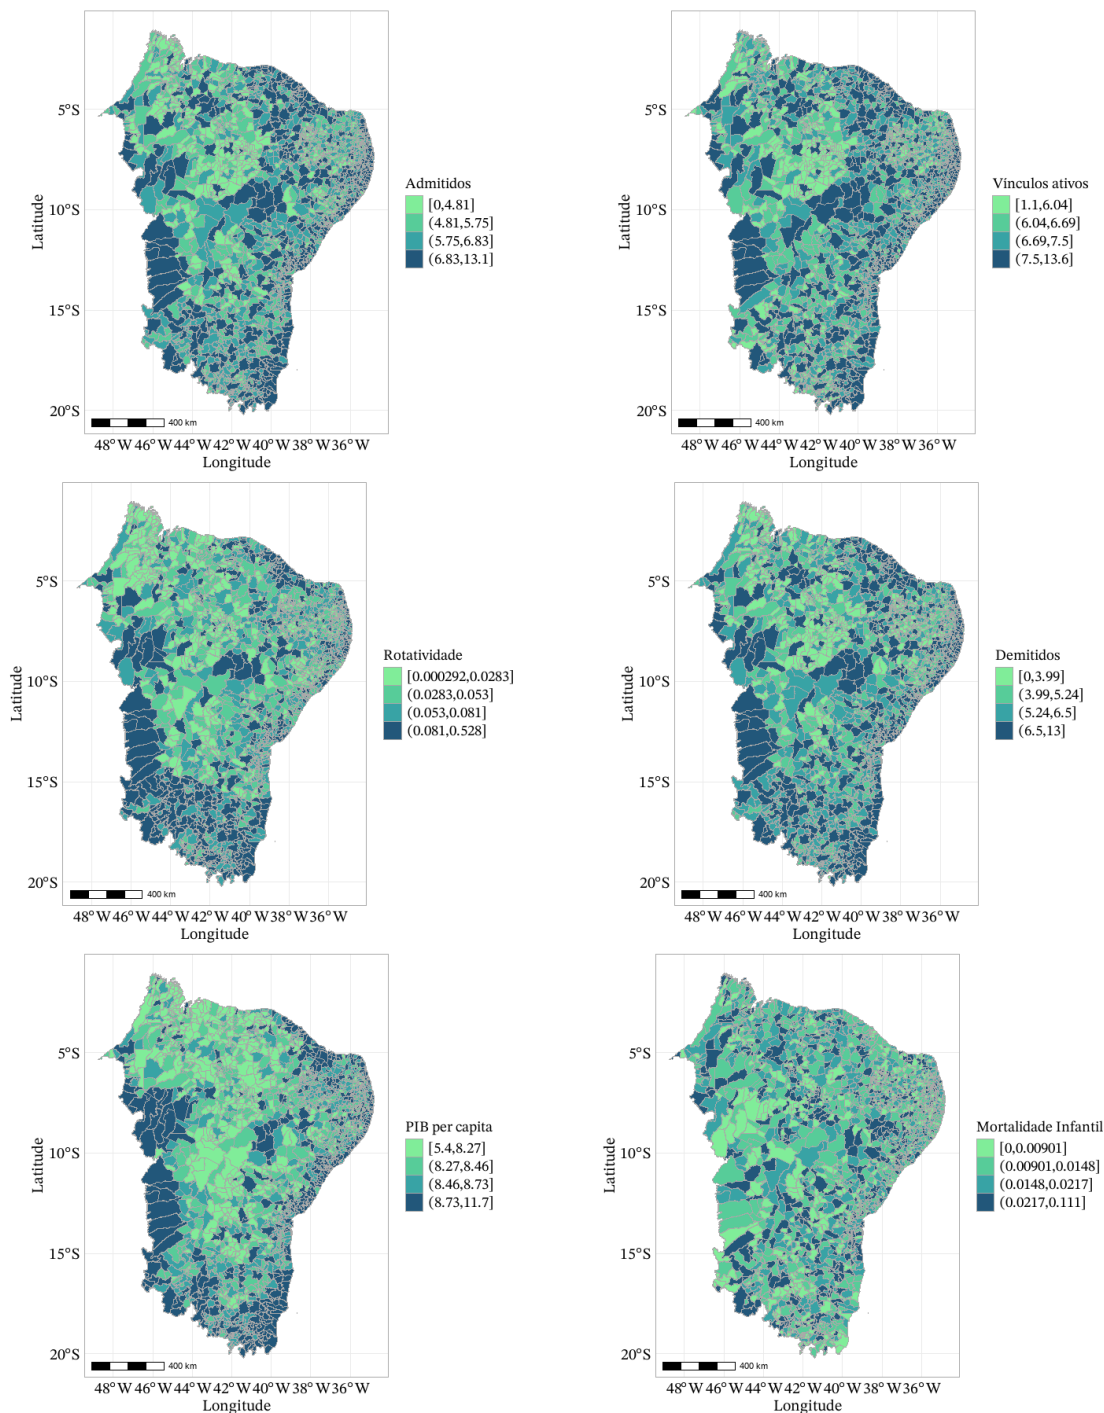 5°S
10°S
15°S
20°S
Latitude
400 km
48°W 46°W 44°W 42°W 40°W 38°W 36°W
Longitude
Admitidos
[0,4.81]
(4.81,5.75]
(5.75,6.83]
(6.83,13.1]
5°S
10°S
15°S
20°S
Latitude
400 km
48°W 46°W 44°W 42°W 40°W 38°W 36°W
Longitude
Vínculos ativos
[1.1,6.04]
(6.04,6.69]
(6.69,7.5]
(7.5,13.6]
5°S
10°S
15°S
20°S
Latitude
400 km
48°W 46°W 44°W 42°W 40°W 38°W 36°W
Longitude
Rotatividade
[0.000292,0.0283]
(0.0283,0.053]
(0.053,0.081]
(0.081,0.528]
5°S
10°S
15°S
20°S
Latitude
400 km
48°W 46°W 44°W 42°W 40°W 38°W 36°W
Longitude
Demitidos
[0,3.99]
(3.99,5.24]
(5.24,6.5]
(6.5,13]
5°S
10°S
15°S
20°S
Latitude
400 km
48°W 46°W 44°W 42°W 40°W 38°W 36°W
Longitude
PIB per capita
[5.4,8.27]
(8.27,8.46]
(8.46,8.73]
(8.73,11.7]
5°S
10°S
15°S
20°S
Latitude
400 km
48°W 46°W 44°W 42°W 40°W 38°W 36°W
Longitude
Mortalidade Infantil
[0,0.00901]
(0.00901,0.0148]
(0.0148,0.0217]
(0.0217,0.111]